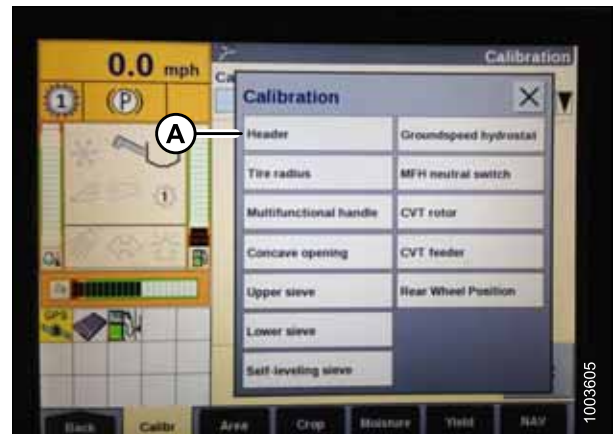 0.0 mph
Calibration
Ca
1
(P)
Calibration
A
Header
Groundspeed hydrostat
Tire radius
MFH neutral switch
1
Multifunctional handle
CVT rotor
Concave opening
CVT feeder
Upper sieve
Rear Wheel Position
GPS
Lower sieve
Self-leveling sieve
Back
Calibr
Area
Crop
Moisture
Yield
NAV
1003605